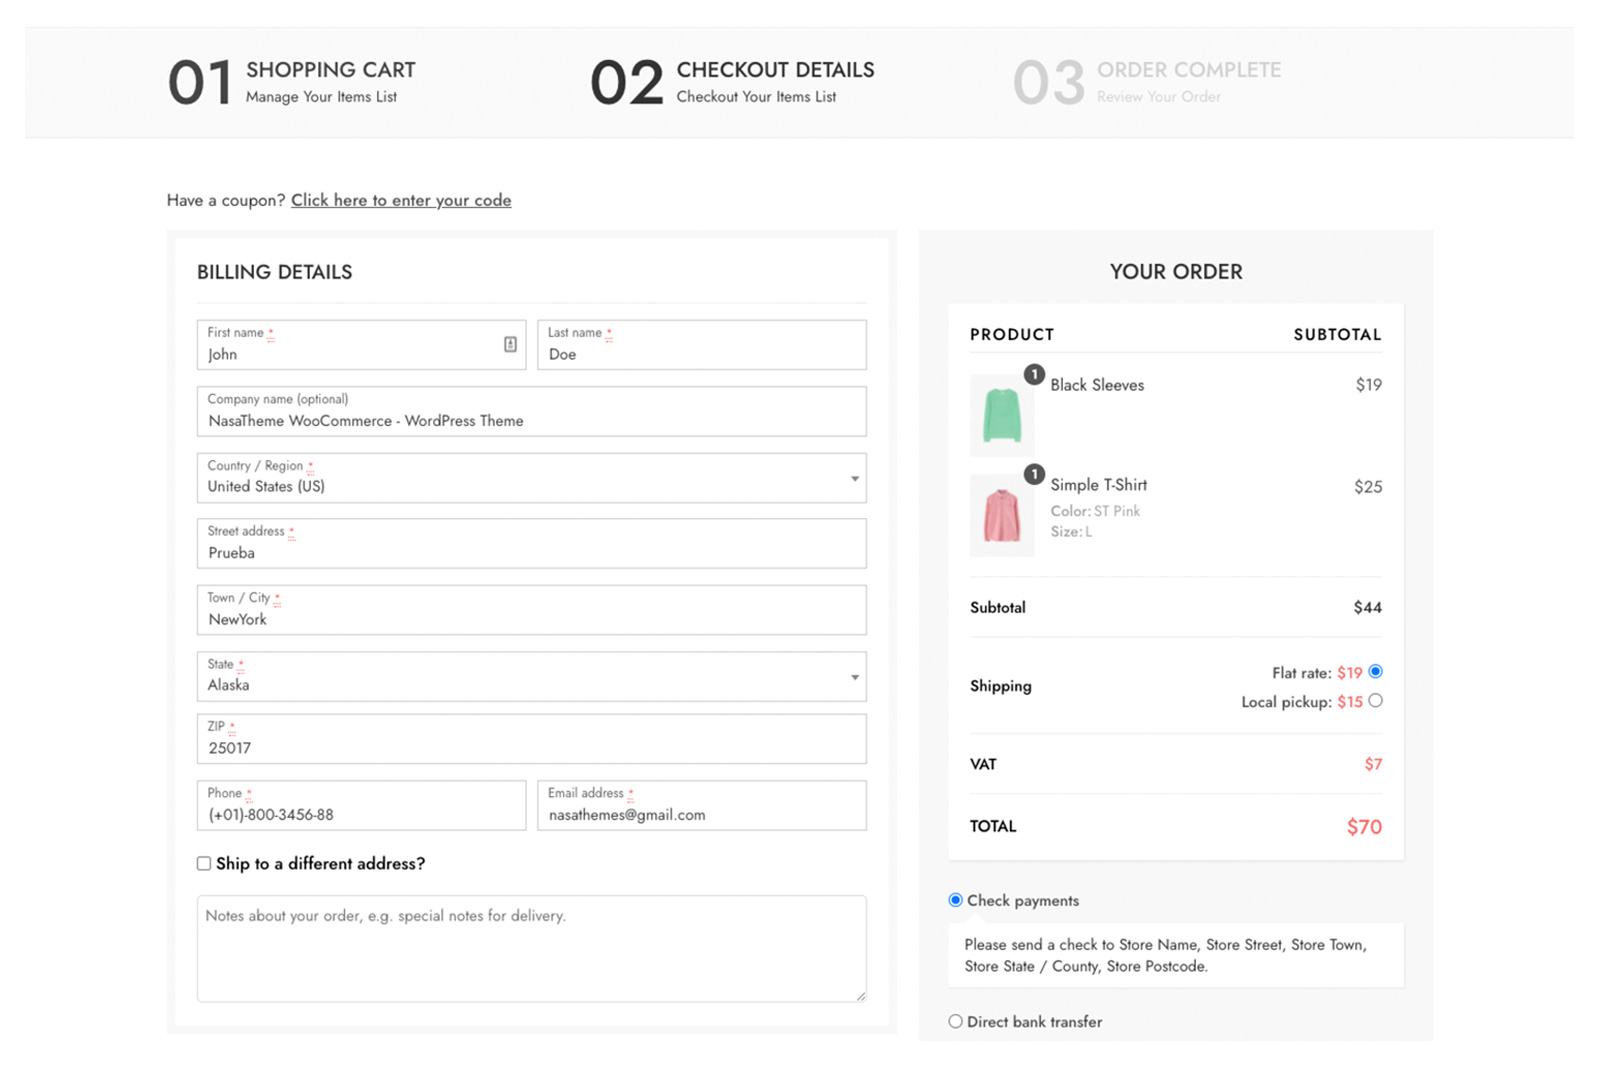 01 SHOPPING CART
Manage Your Items List
02 CHECKOUT DETAILS
Checkout Your Items List
03 ORDER COMPLETE
Review Your Order
Have a coupon? Click here to enter your code
BILLING DETAILS
First name *
John
Last name *
Doe
Company name (optional)
NasaTheme WooCommerce - WordPress Theme
Country / Region *
United States (US)
Street address *
Prueba
Town / City *
NewYork
State *
Alaska
ZIP *
25017
Phone *
(+01)-800-3456-88
Email address *
nasathemes@gmail.com
Ship to a different address?
Notes about your order, e.g. special notes for delivery.
YOUR ORDER
PRODUCT SUBTOTAL
1 Black Sleeves $19
1 Simple T-Shirt $25
Color: ST Pink
Size: L
Subtotal $44
Shipping
Flat rate: $19
Local pickup: $15
VAT $7
TOTAL $70
Check payments
Please send a check to Store Name, Store Street, Store Town,
Store State / County, Store Postcode.
Direct bank transfer